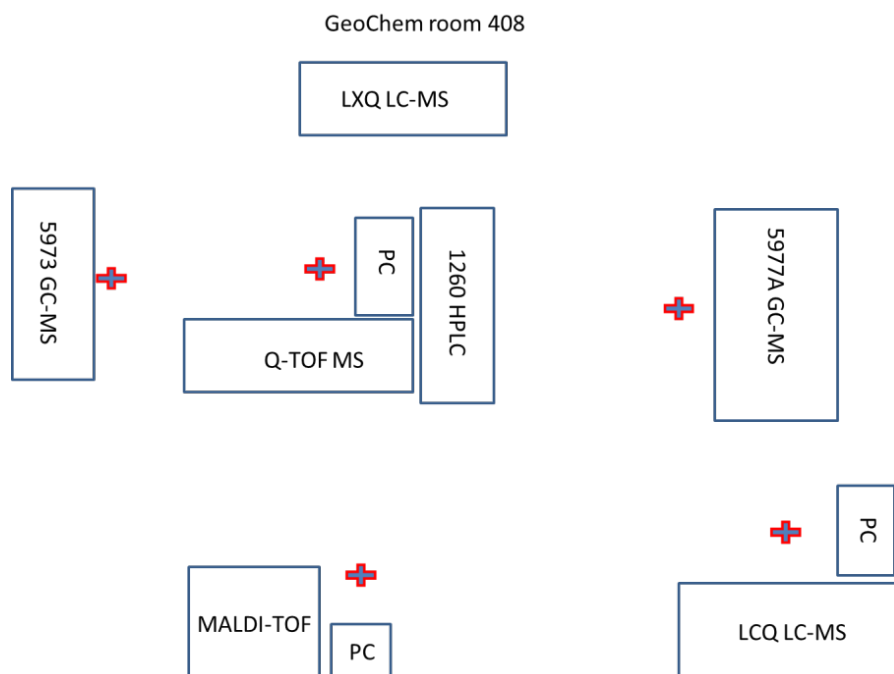 GeoChem room 408
LXQ LC-MS
5973 GC-MS
PC
1260 HPLC
5977A GC-MS
Q-TOF MS
PC
MALDI-TOF
PC
LCQ LC-MS